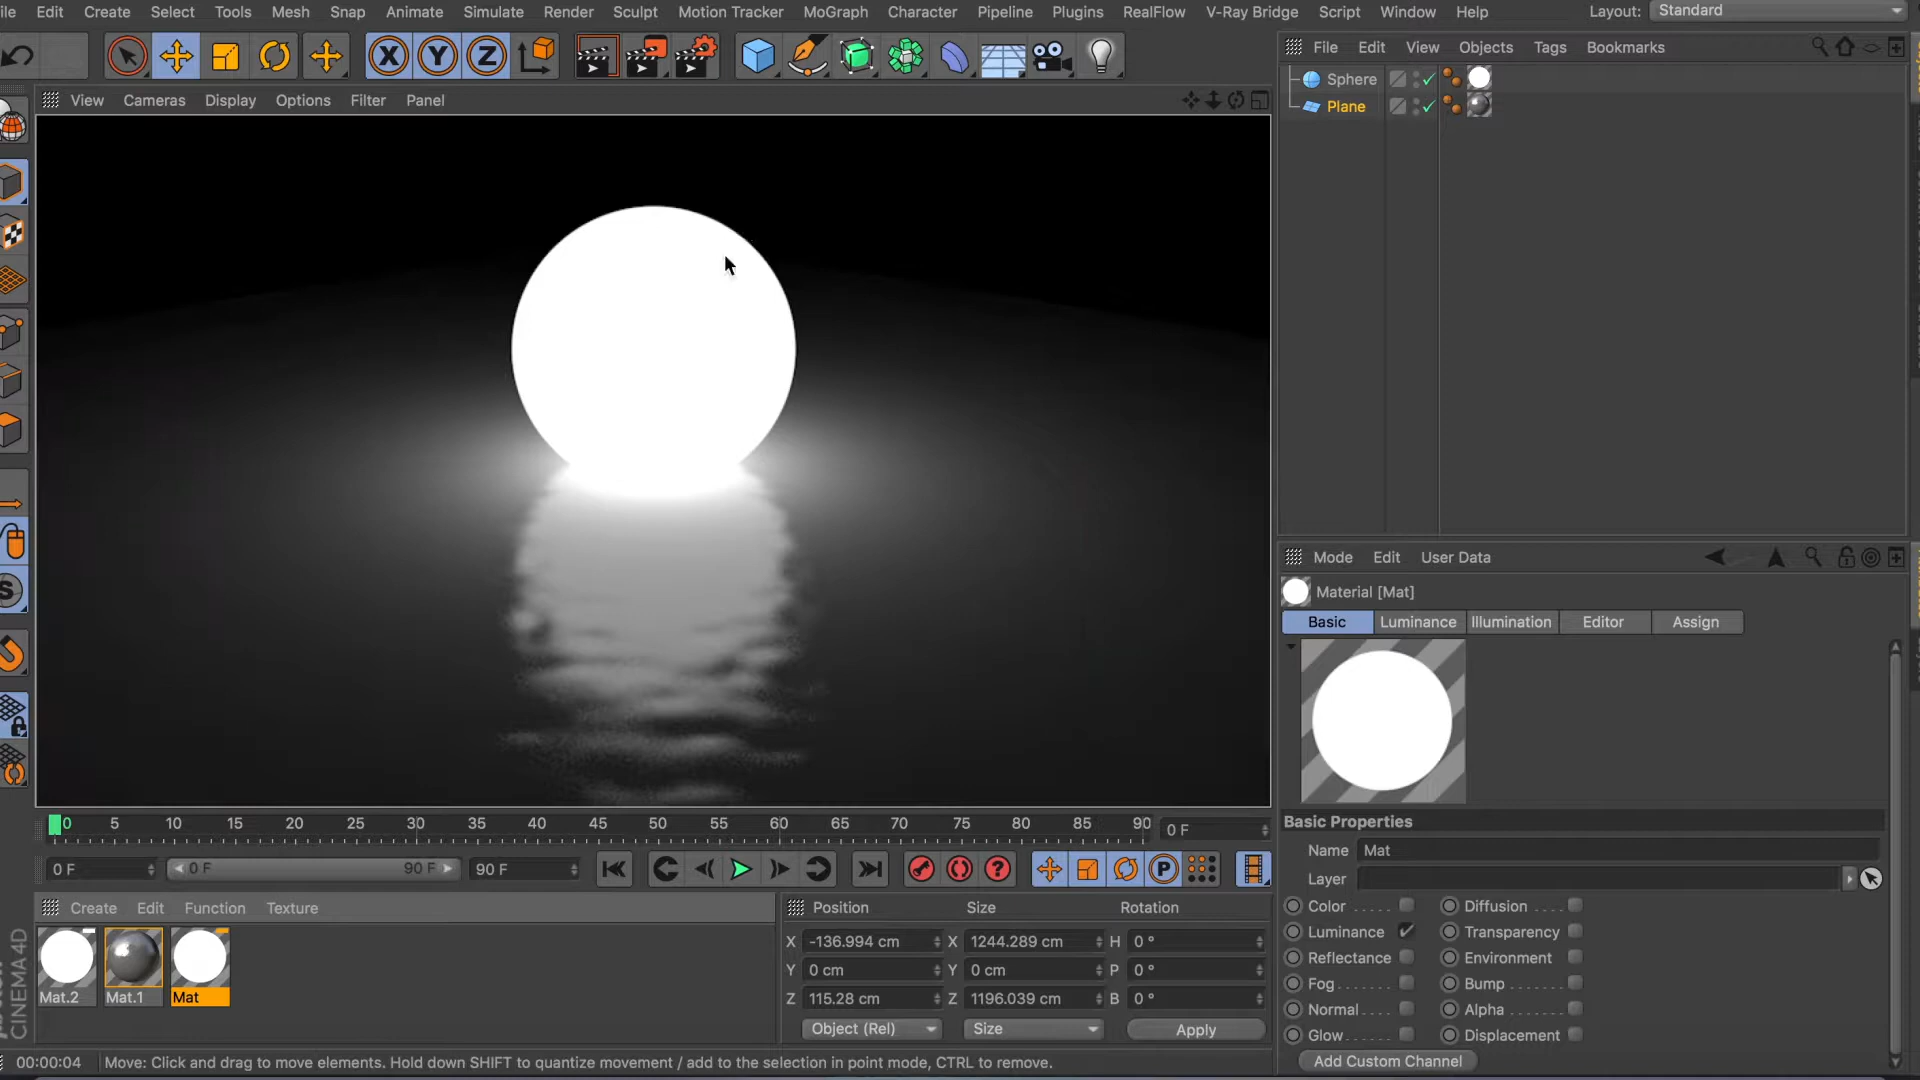 ile Edit Create Select Tools Mesh Snap Animate Simulate Render Sculpt Motion Tracker MoGraph Character Pipeline Plugins RealFlow V-Ray Bridge Script Window Help Layout: Standard
X Y Z
File Edit View Objects Tags Bookmarks
View Cameras Display Options Filter Panel
Sphere
Plane
Mode Edit User Data
Material [Mat]
Basic Luminance Illumination Editor Assign
S
Basic Properties
0 5 10 15 20 25 30 35 40 45 50 55 60 65 70 75 80 85 90 0 F
Name Mat
0 F 0 F 90 F 90 F ? P
Layer
Create Edit Function Texture
Position Size Rotation
Color ..... Diffusion ....
Luminance Transparency
Reflectance Environment
Fog....... Bump .......
Normal.... Alpha .......
Glow...... Displacement
Add Custom Channel
X -136.994 cm X 1244.289 cm H 0 °
Y 0 cm Y 0 cm P 0 °
Z 115.28 cm Z 1196.039 cm B 0 °
Object (Rel) Size Apply
Mat.2 Mat.1 Mat
CINEMA 4D
00:00:04 Move: Click and drag to move elements. Hold down SHIFT to quantize movement / add to the selection in point mode, CTRL to remove.